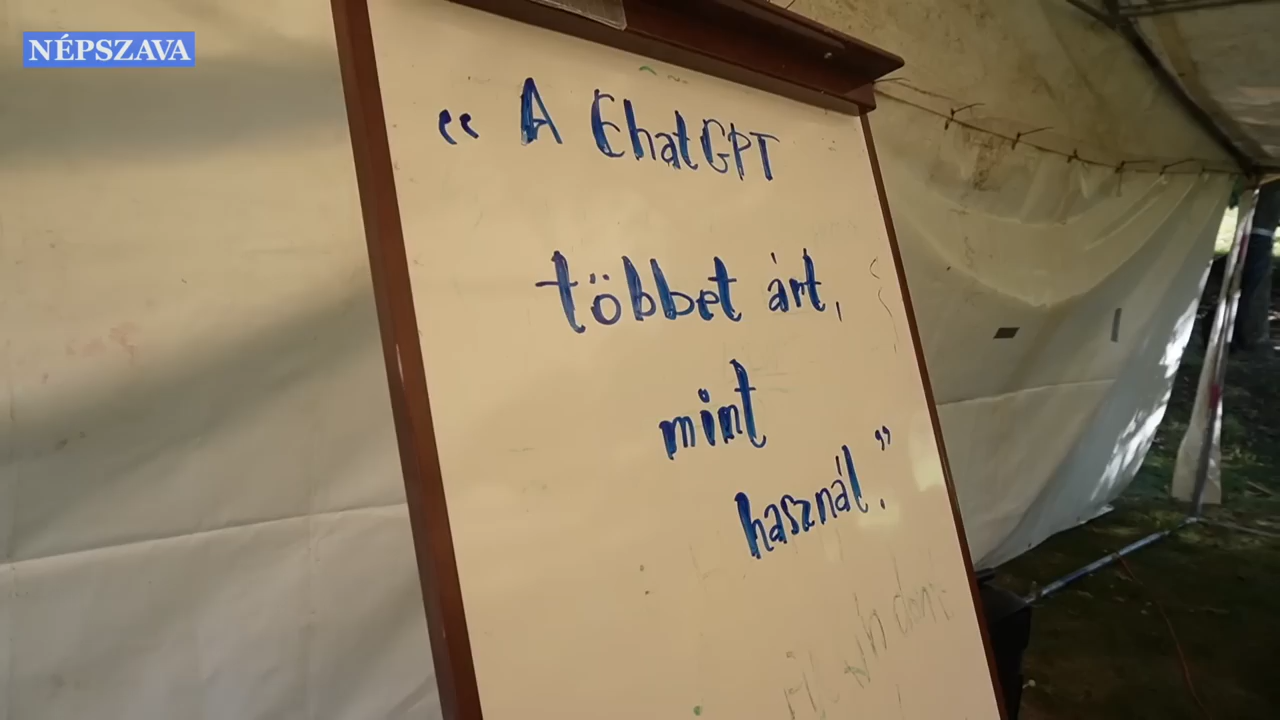 NÉPSZAVA
“ A ChatGPT
többet árt,
mint
használ.”